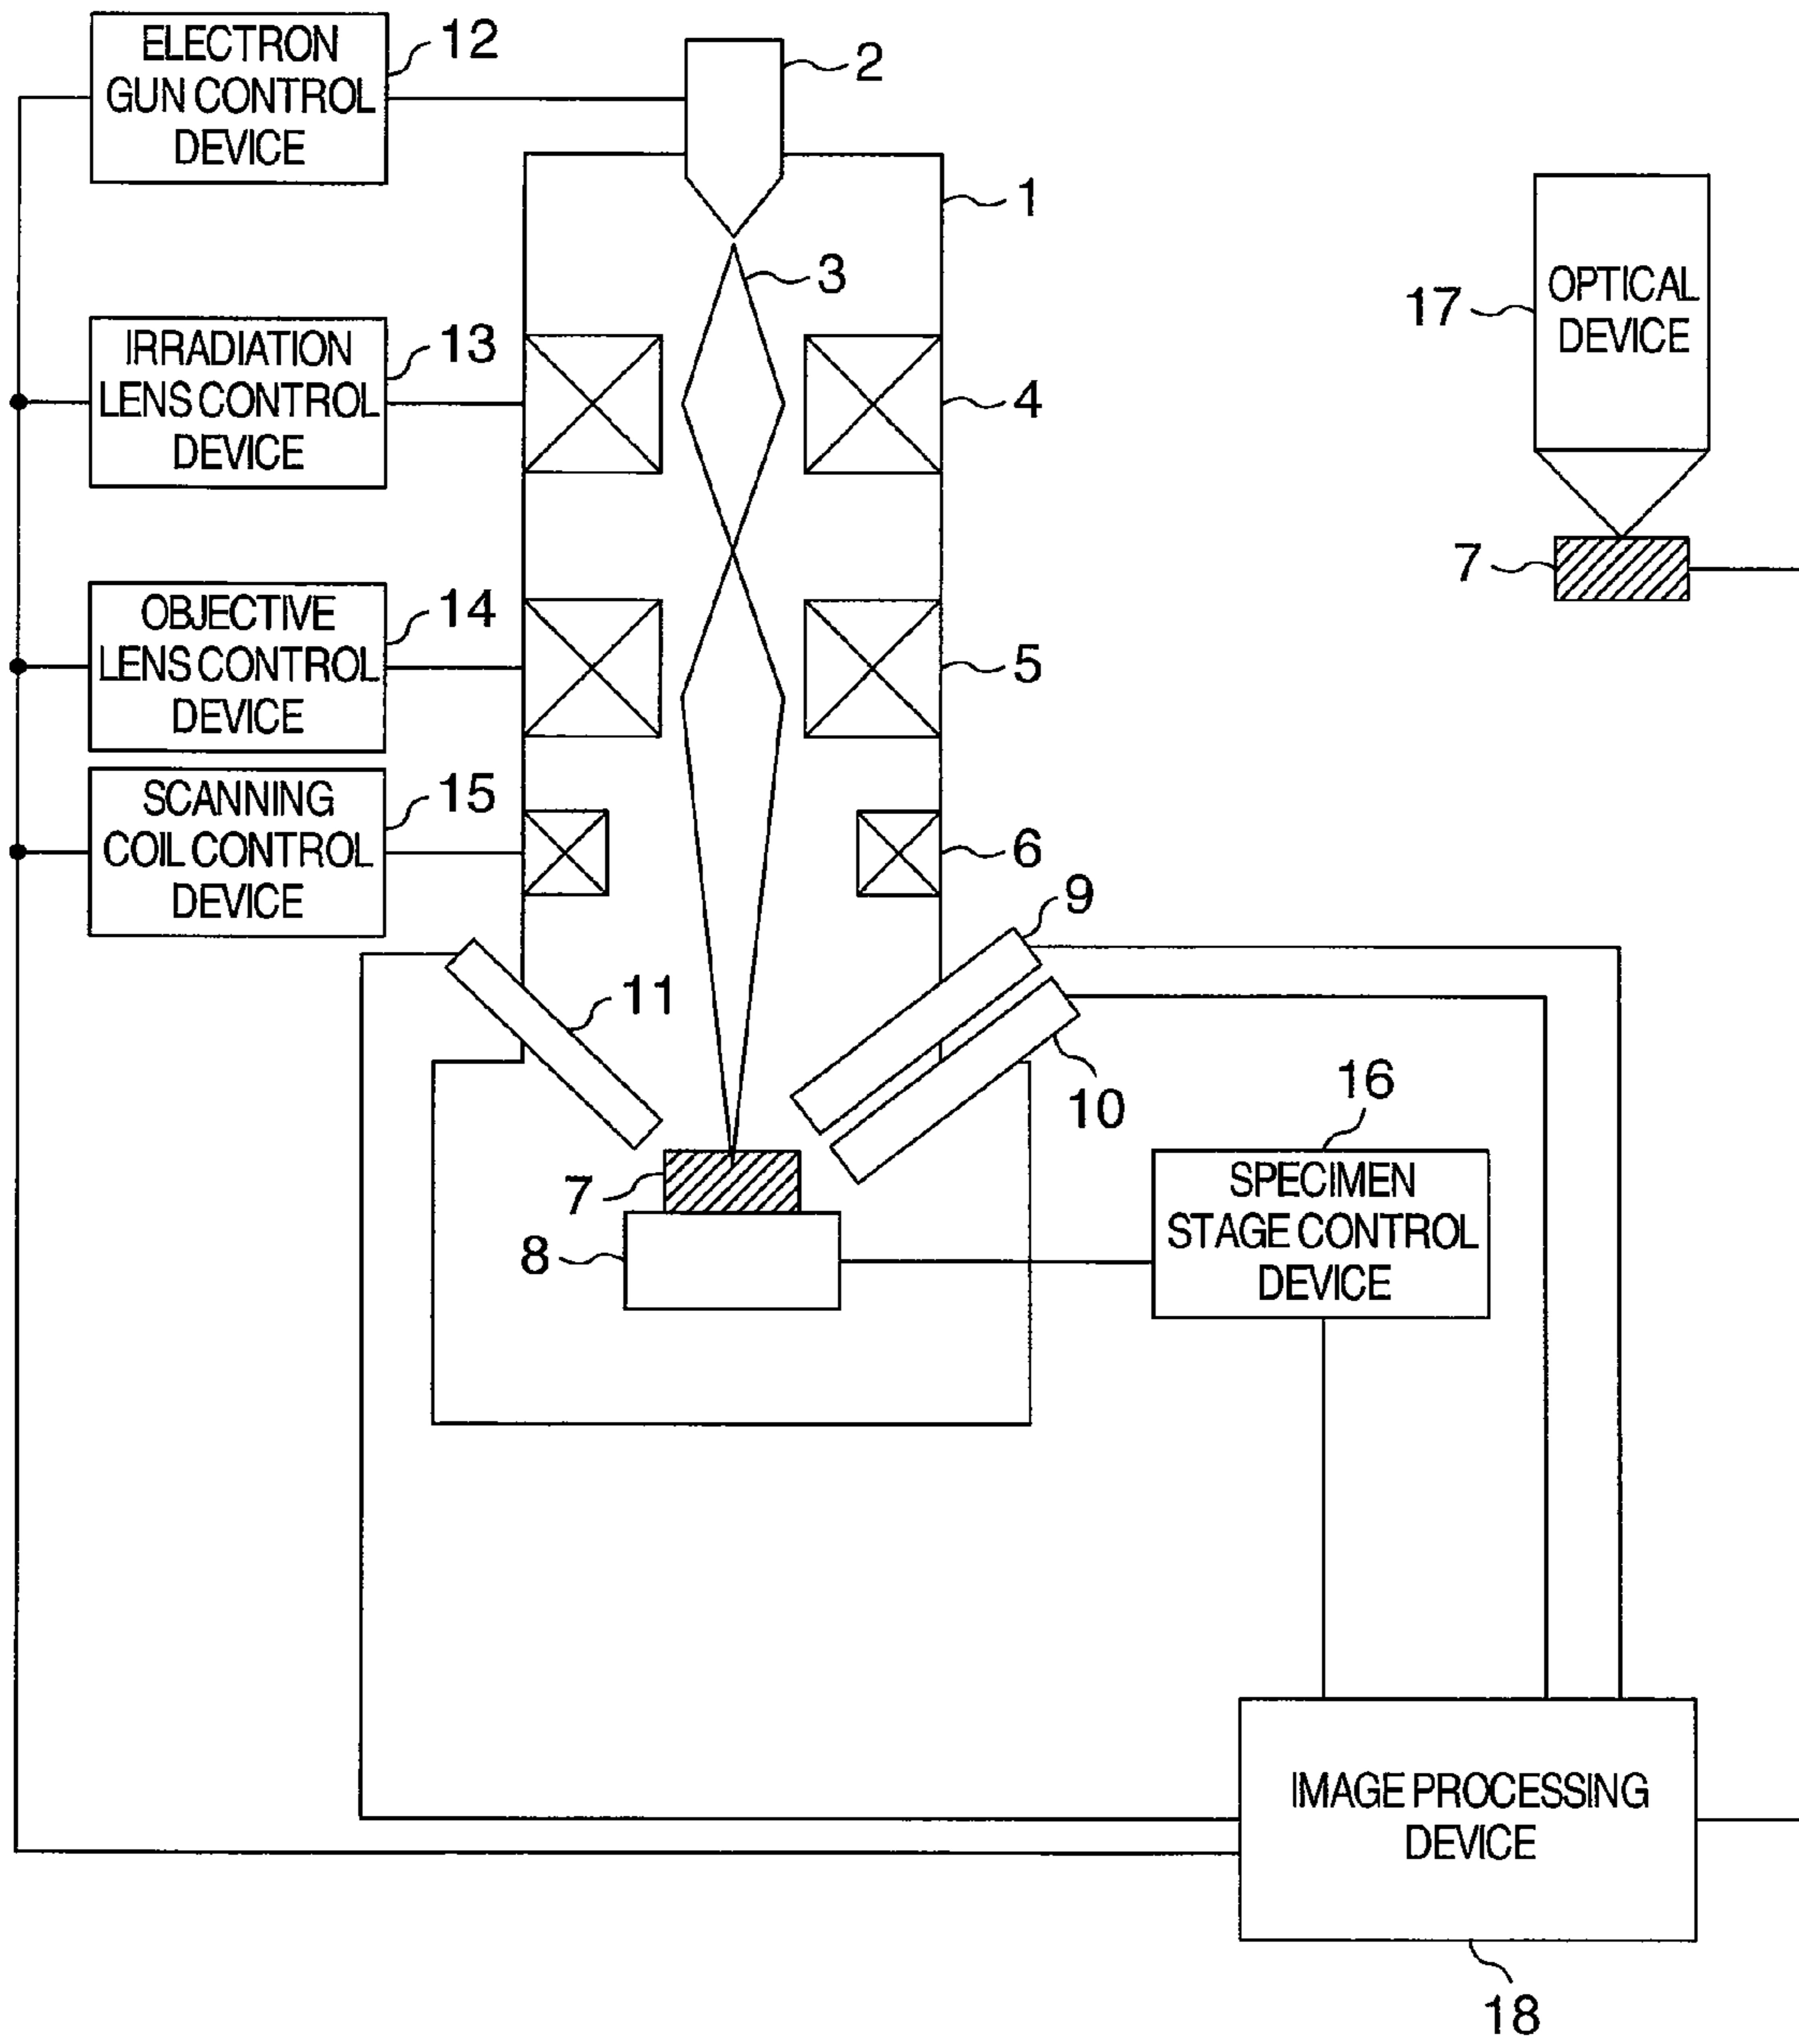 ELECTRON
GUN CONTROL
DEVICE
12
2
1
3
IRRADIATION
LENS CONTROL
DEVICE
13
4
OPTICAL
DEVICE
17
7
OBJECTIVE
LENS CONTROL
DEVICE
14
5
SCANNING
COIL CONTROL
DEVICE
15
6
9
11
10
16
7
SPECIMEN
STAGE CONTROL
DEVICE
8
IMAGE PROCESSING
DEVICE
18